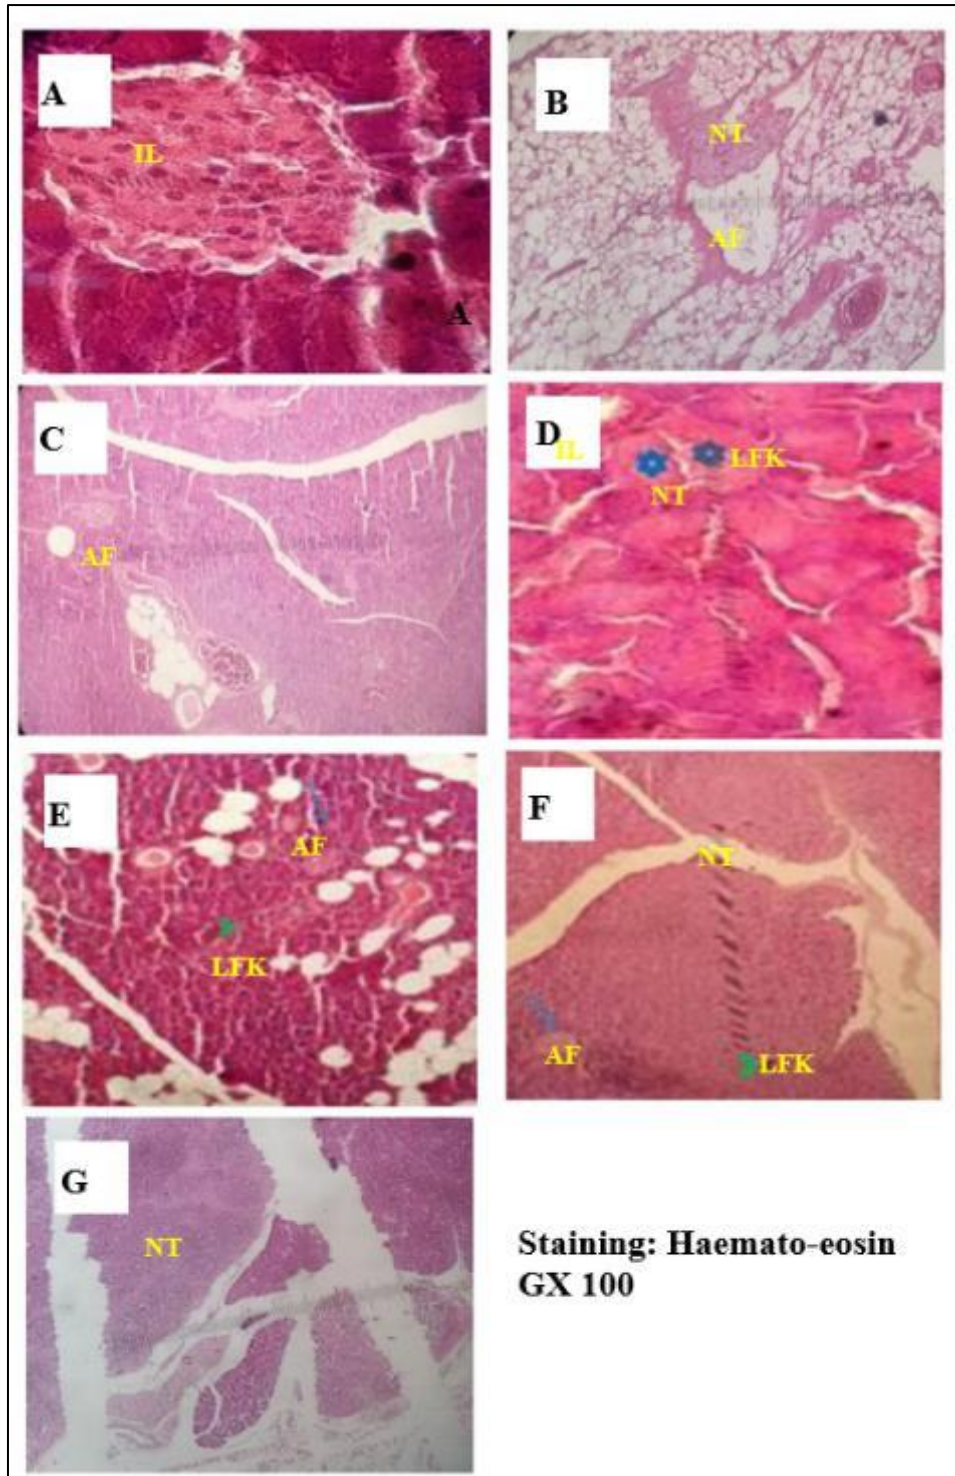 A
IL
A
B
NT
AF
C
AF
D
IL
LFK
NT
E
AF
LFK
F
NT
AF
LFK
G
NT
Staining: Haemato-eosin
GX 100